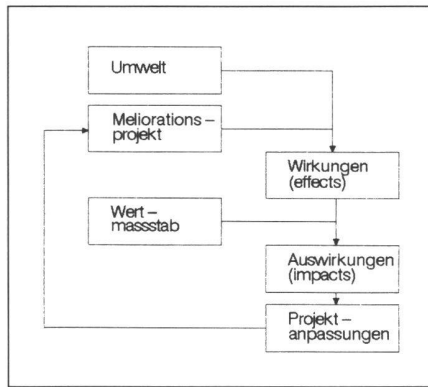 Umwelt
Meliorations –
projekt
Wirkungen
(effects)
Wert –
massstab
Auswirkungen
(impacts)
Projekt –
anpassungen